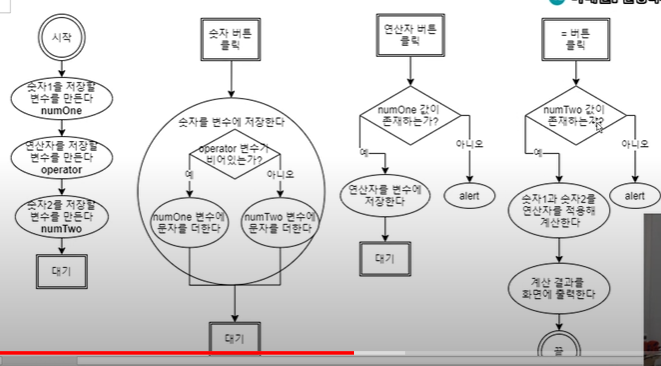 시작
숫자1를 저장할
변수를 만든다
numOne
연산자를 저장할
변수를 만든다
operator
숫자2를 저장할
변수를 만든다
numTwo
대기
숫자 버튼
클릭
숫자를 변수에 저장한다
operator 변수가
비어있는가?
예
아니오
numOne 변수에
문자를 더한다
numTwo 변수에
문자를 더한다
대기
연산자 버튼
클릭
numOne 값이
존재하는가?
예
아니오
연산자를 변수에
저장한다
alert
대기
= 버튼
클릭
numTwo 값이
존재하는가?
예
아니오
숫자1과 숫자2를
연산자를 적용해
계산한다
alert
계산 결과를
화면에 출력한다
끝